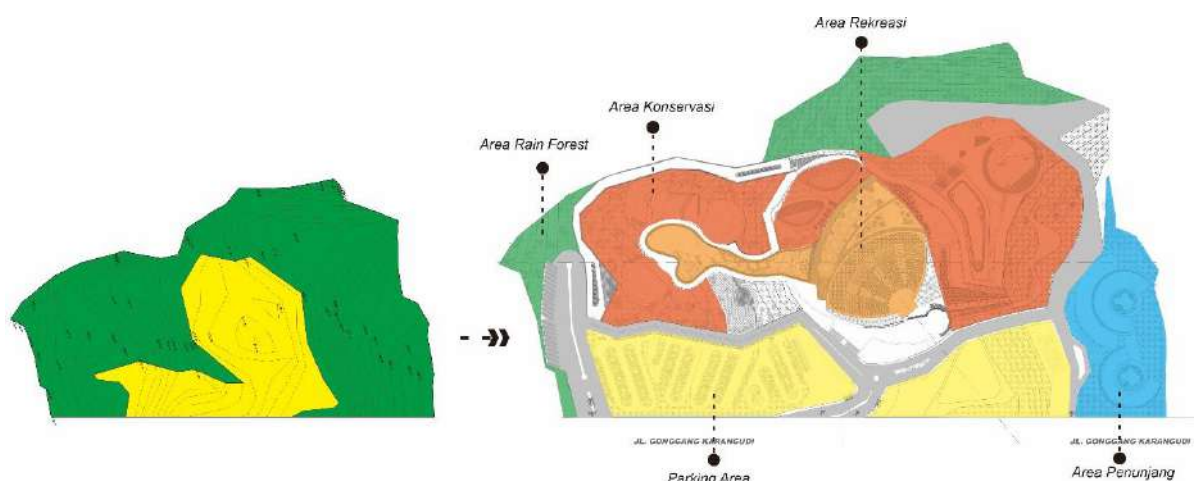 Area Rekreasi
Area Konservasi
Area Rain Forest
JL. GONGGANG KARANGUDI
JL. GONGGANG KARANGUDI
Parking Area
Area Penunjang